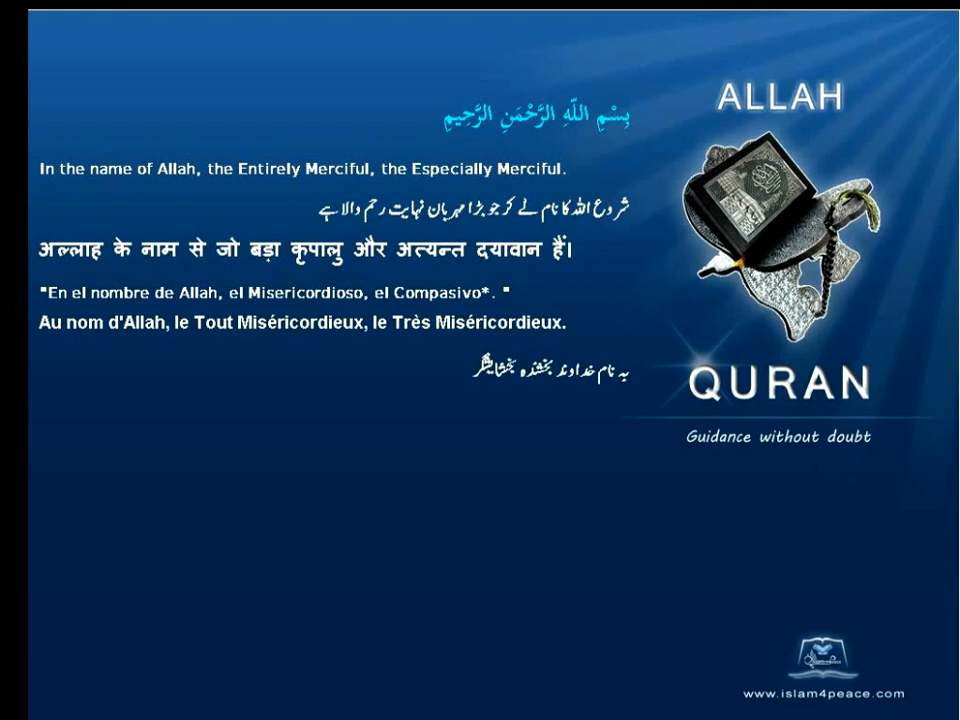 بِسْمِ اللّهِ الرَّحْمَنِ الرَّحِيمِ
In the name of Allah, the Entirely Merciful, the Especially Merciful.
شروع الله کا نام لے کر جو بڑا مہربان نہایت رحم والا ہے
अल्लाह के नाम से जो बड़ा कृपालु और अत्यन्त दयावान हैं।
"En el nombre de Allah, el Misericordioso, el Compasivo*. "
Au nom d'Allah, le Tout Miséricordieux, le Très Miséricordieux.
به نام خداوند بخشنده بخشایشگر
ALLAH
QURAN
Guidance without doubt
www.islam4peace.com